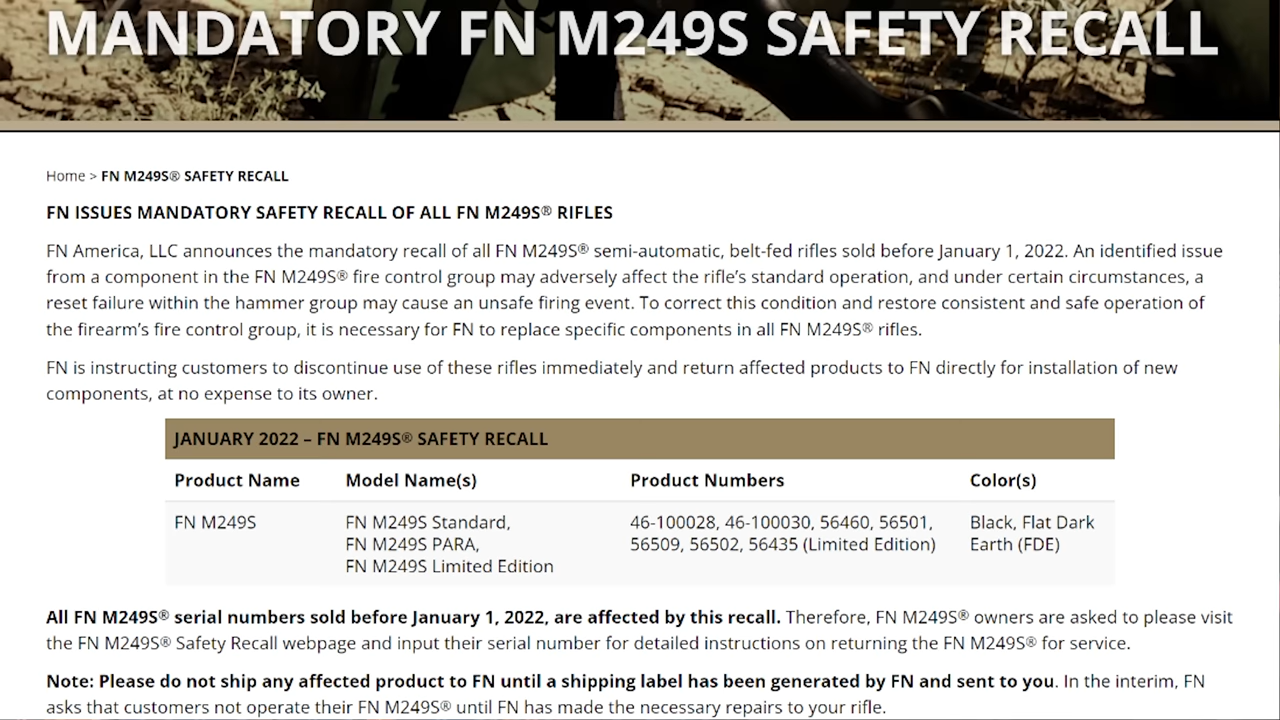 MANDATORY FN M249S SAFETY RECALL
Home > FN M249S® SAFETY RECALL
FN ISSUES MANDATORY SAFETY RECALL OF ALL FN M249S® RIFLES
FN America, LLC announces the mandatory recall of all FN M249S® semi-automatic, belt-fed rifles sold before January 1, 2022. An identified issue
from a component in the FN M249S® fire control group may adversely affect the rifle's standard operation, and under certain circumstances, a
reset failure within the hammer group may cause an unsafe firing event. To correct this condition and restore consistent and safe operation of
the firearm's fire control group, it is necessary for FN to replace specific components in all FN M249S® rifles.
FN is instructing customers to discontinue use of these rifles immediately and return affected products to FN directly for installation of new
components, at no expense to its owner.
JANUARY 2022 – FN M249S® SAFETY RECALL
Product Name Model Name(s) Product Numbers Color(s)
FN M249S FN M249S Standard, 46-100028, 46-100030, 56460, 56501, Black, Flat Dark
FN M249S PARA, 56509, 56502, 56435 (Limited Edition) Earth (FDE)
FN M249S Limited Edition
All FN M249S® serial numbers sold before January 1, 2022, are affected by this recall. Therefore, FN M249S® owners are asked to please visit
the FN M249S® Safety Recall webpage and input their serial number for detailed instructions on returning the FN M249S® for service.
Note: Please do not ship any affected product to FN until a shipping label has been generated by FN and sent to you. In the interim, FN
asks that customers not operate their FN M249S® until FN has made the necessary repairs to your rifle.